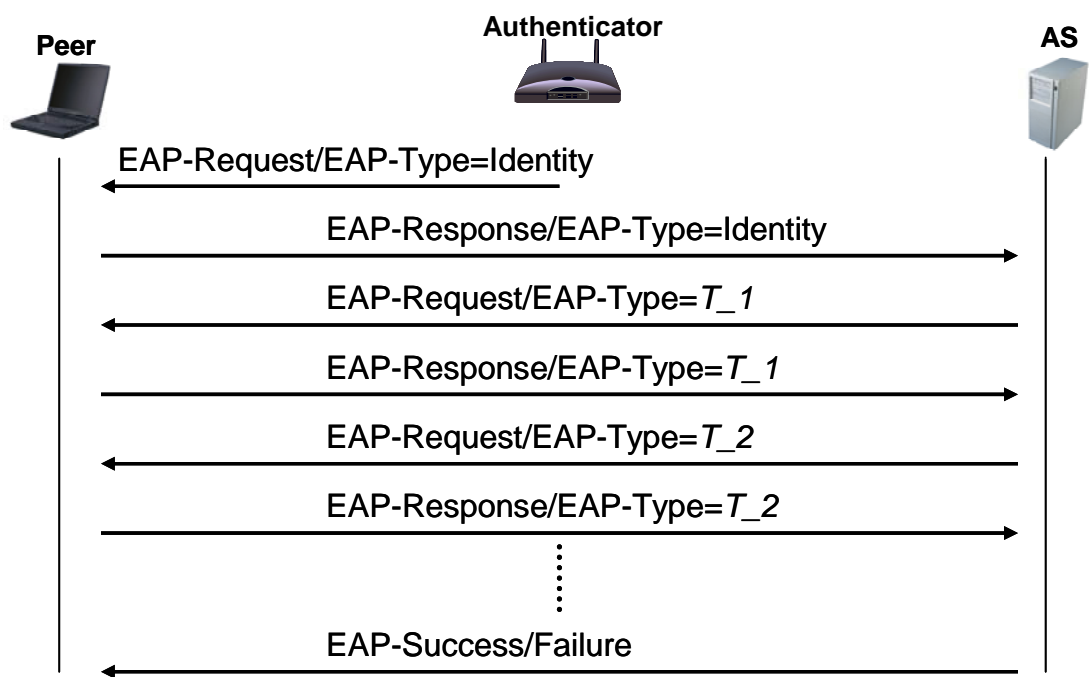 Peer
Authenticator
AS
EAP-Request/EAP-Type=Identity
EAP-Response/EAP-Type=Identity
EAP-Request/EAP-Type=T_1
EAP-Response/EAP-Type=T_1
EAP-Request/EAP-Type=T_2
EAP-Response/EAP-Type=T_2
EAP-Success/Failure